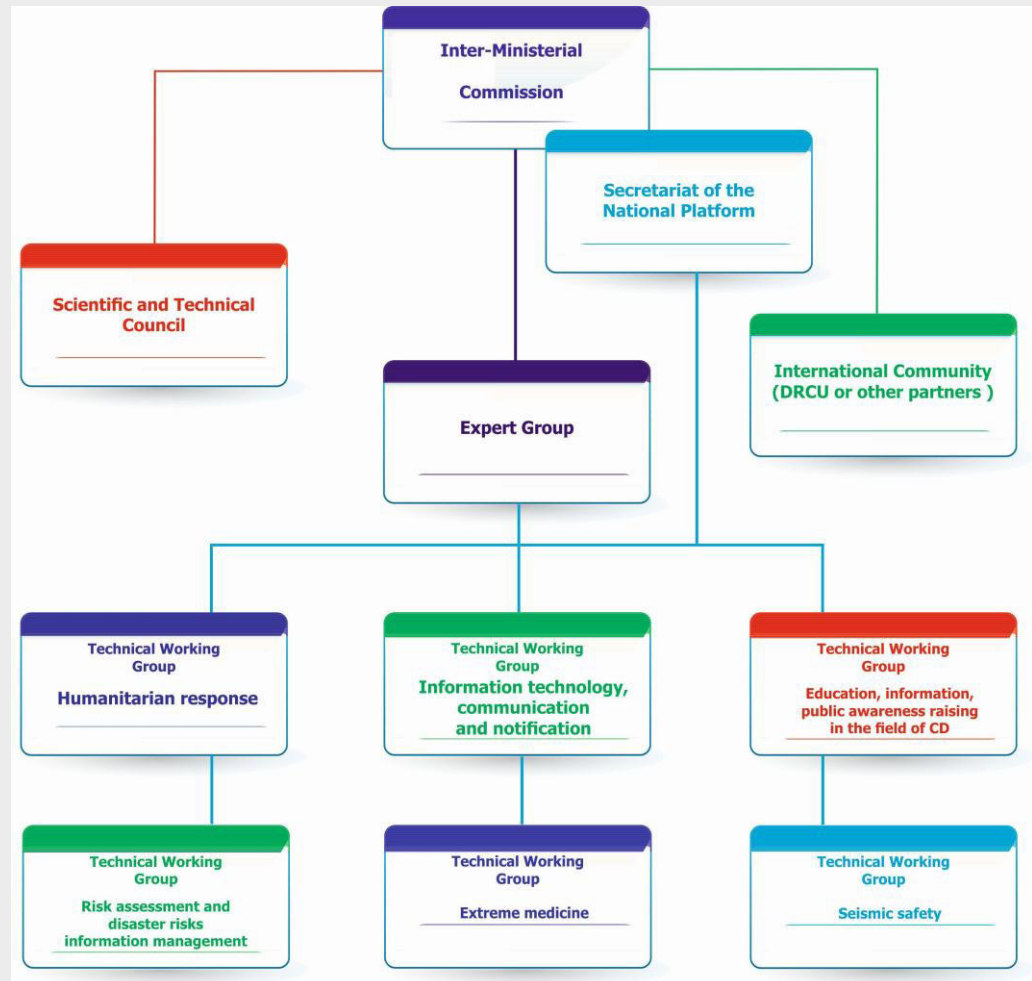 Inter-Ministerial
Commission
Secretariat of the
National Platform
Scientific and Technical
Council
International Community
(DRCU or other partners )
Expert Group
Technical Working
Group
Humanitarian response
Technical Working
Group
Information technology,
communication
and notification
Technical Working
Group
Education, information,
public awareness raising
in the field of CD
Technical Working
Group
Risk assessment and
disaster risks
information management
Technical Working
Group
Extreme medicine
Technical Working
Group
Seismic safety